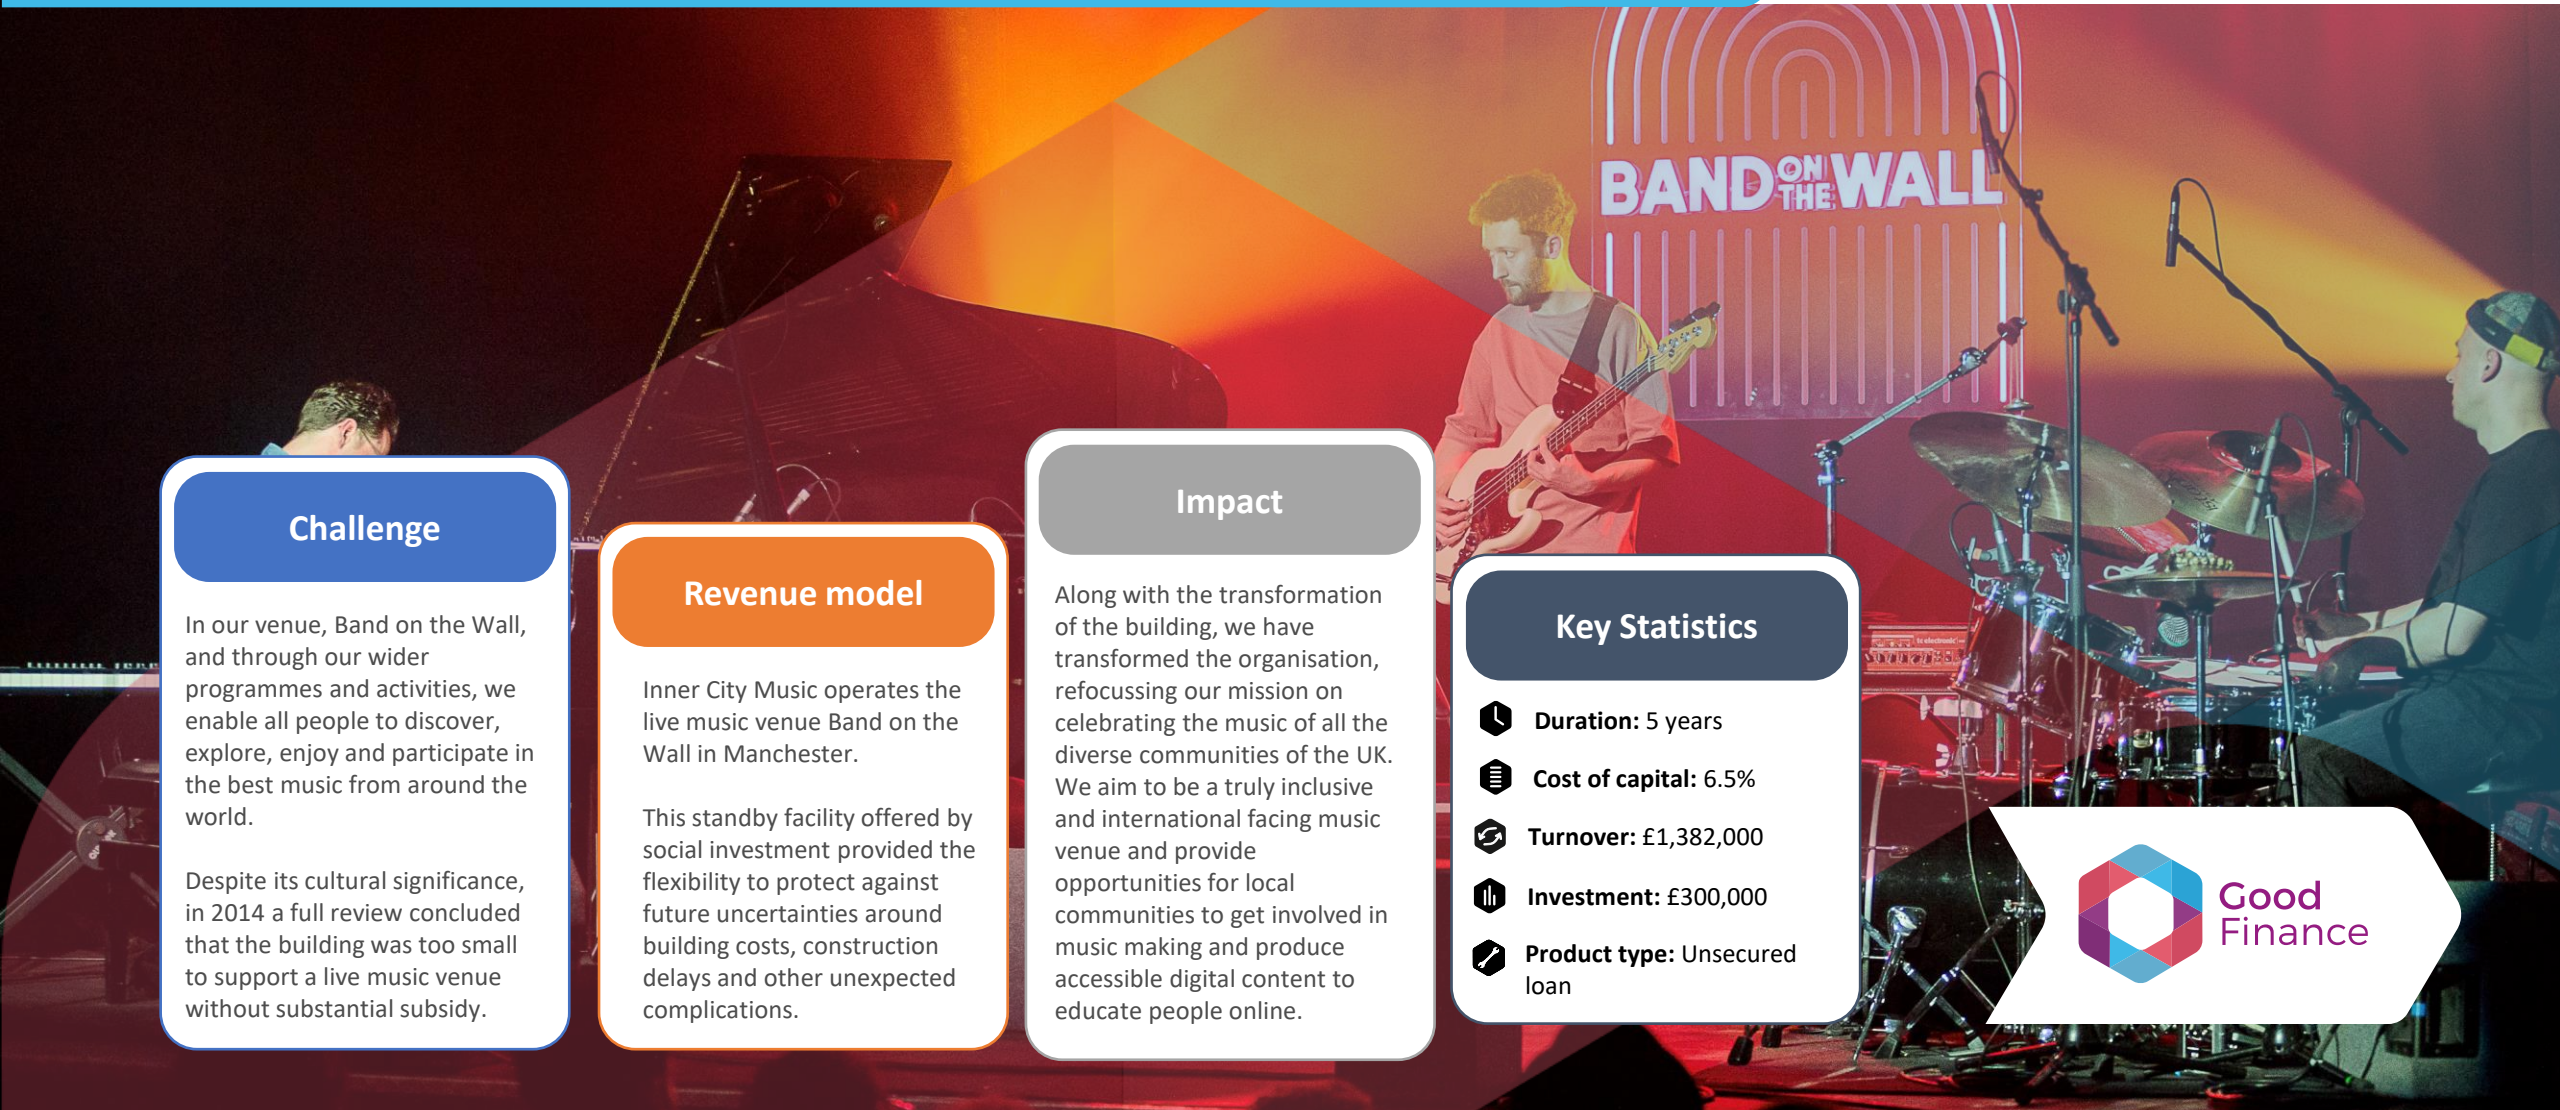 BAND ON THE WALL
Challenge
In our venue, Band on the Wall,
and through our wider
programmes and activities, we
enable all people to discover,
explore, enjoy and participate in
the best music from around the
world.
Despite its cultural significance,
in 2014 a full review concluded
that the building was too small
to support a live music venue
without substantial subsidy.
Revenue model
Inner City Music operates the
live music venue Band on the
Wall in Manchester.
This standby facility offered by
social investment provided the
flexibility to protect against
future uncertainties around
building costs, construction
delays and other unexpected
complications.
Impact
Along with the transformation
of the building, we have
transformed the organisation,
refocussing our mission on
celebrating the music of all the
diverse communities of the UK.
We aim to be a truly inclusive
and international facing music
venue and provide
opportunities for local
communities to get involved in
music making and produce
accessible digital content to
educate people online.
Key Statistics
Duration: 5 years
Cost of capital: 6.5%
Turnover: £1,382,000
Investment: £300,000
Product type: Unsecured
loan
tc electronic
Good
Finance